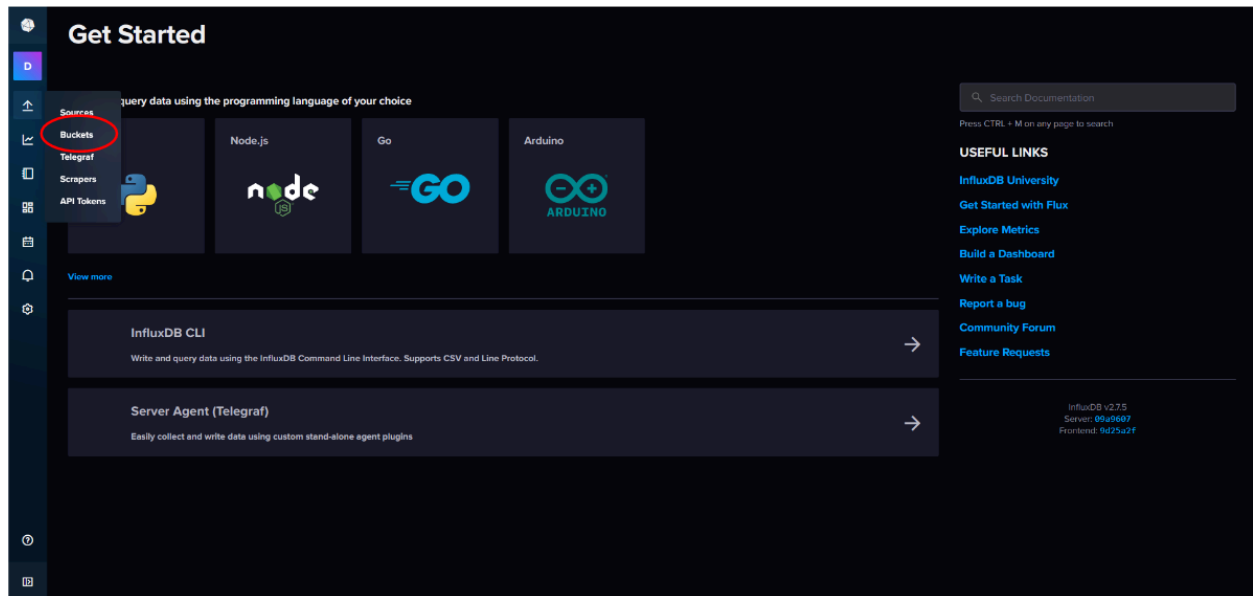 Get Started
D
query data using the programming language of your choice
Sources
Buckets
Telegraf
Scrapers
API Tokens
Node.js
Go
Arduino
node
JS
GO
ARDUINO
View more
InfluxDB CLI
Write and query data using the InfluxDB Command Line Interface. Supports CSV and Line Protocol.
Server Agent (Telegraf)
Easily collect and write data using custom stand-alone agent plugins
Search Documentation
Press CTRL + M on any page to search
USEFUL LINKS
InfluxDB University
Get Started with Flux
Explore Metrics
Build a Dashboard
Write a Task
Report a bug
Community Forum
Feature Requests
InfluxDB v2.7.5
Server: 09a9607
Frontend: 9d25a2f